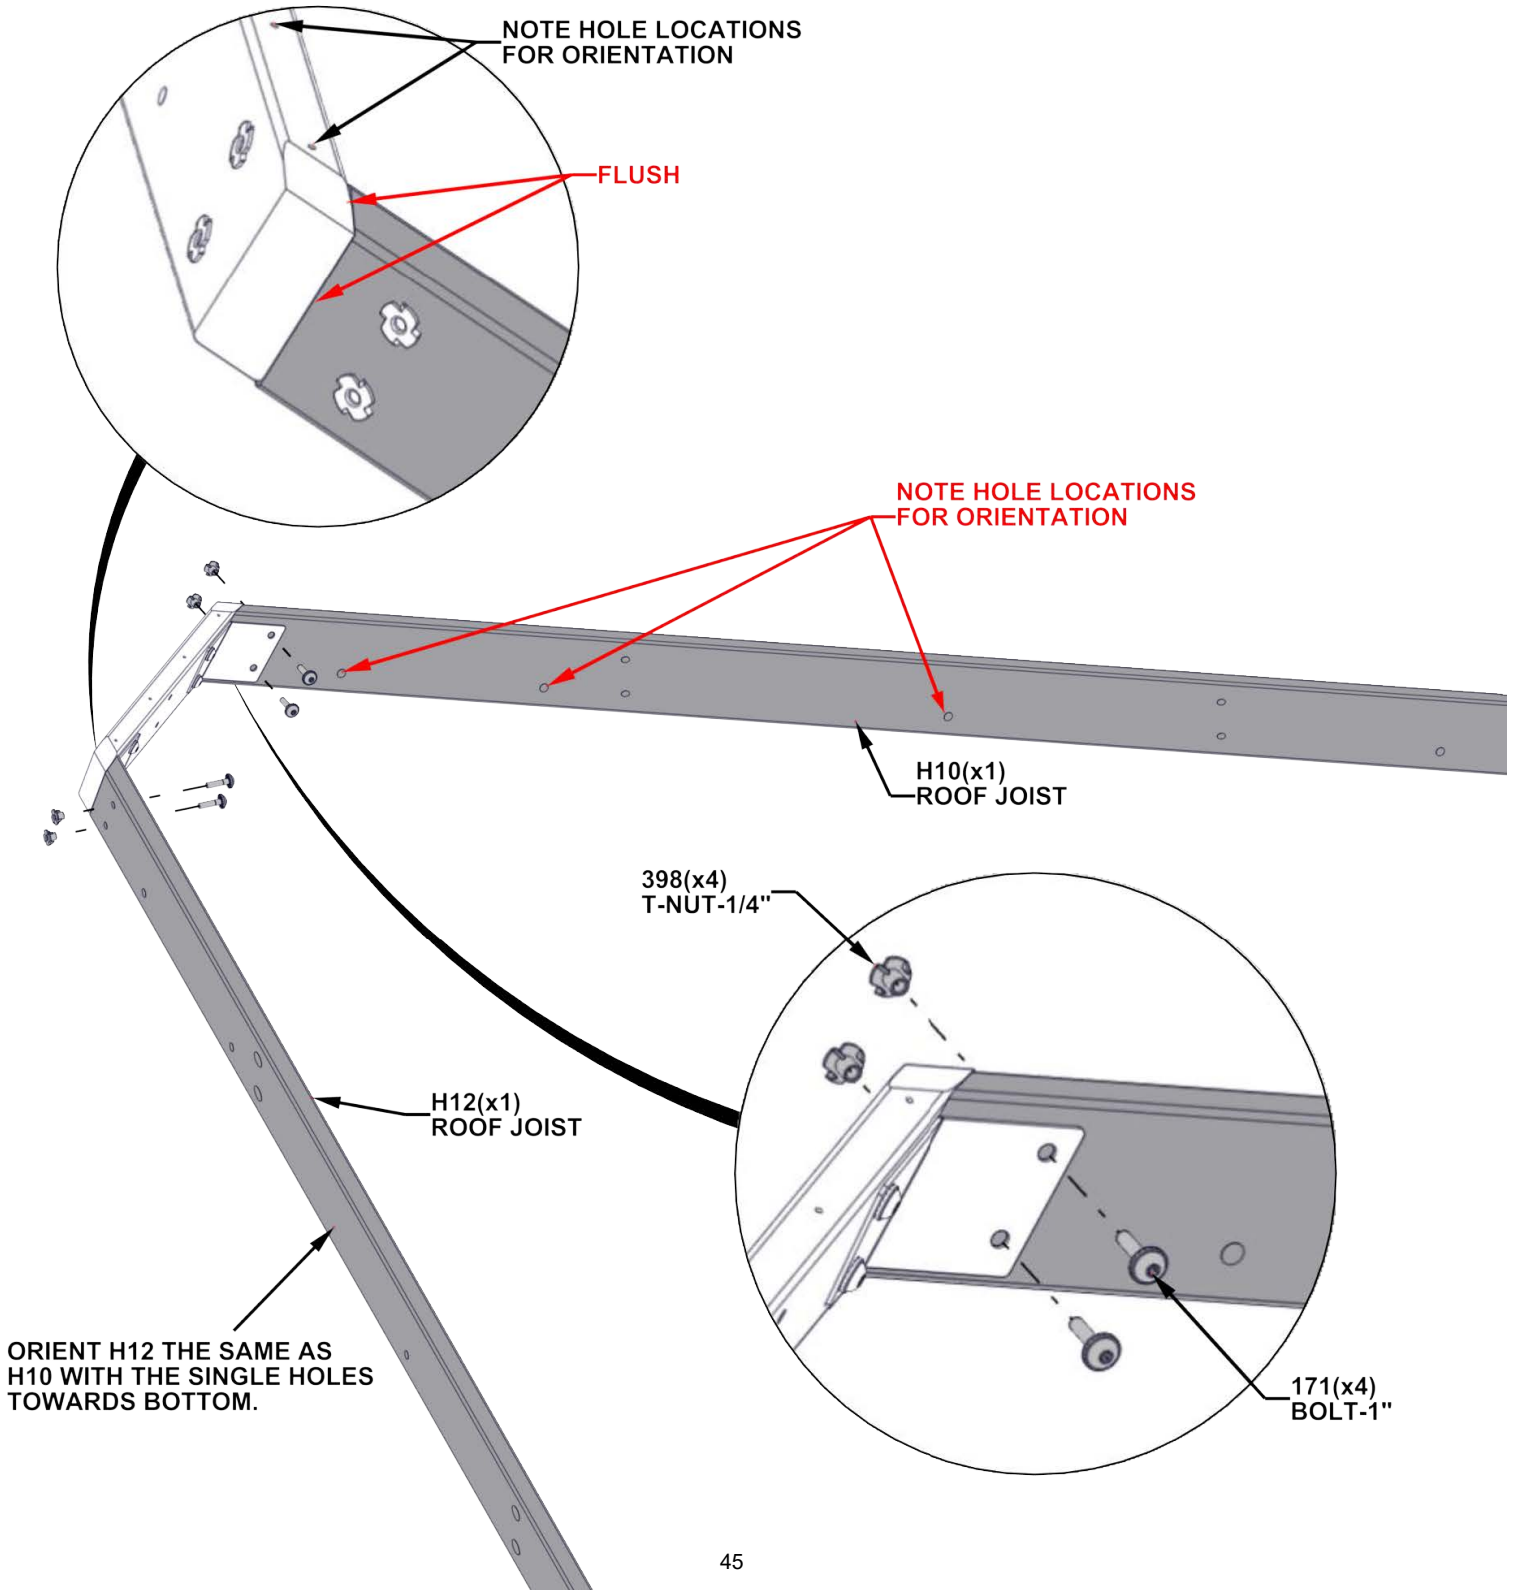 NOTE HOLE LOCATIONS
FOR ORIENTATION
FLUSH
NOTE HOLE LOCATIONS
FOR ORIENTATION
H10(x1)
ROOF JOIST
398(x4)
T-NUT-1/4"
H12(x1)
ROOF JOIST
ORIENT H12 THE SAME AS
H10 WITH THE SINGLE HOLES
TOWARDS BOTTOM.
171(x4)
BOLT-1"
45